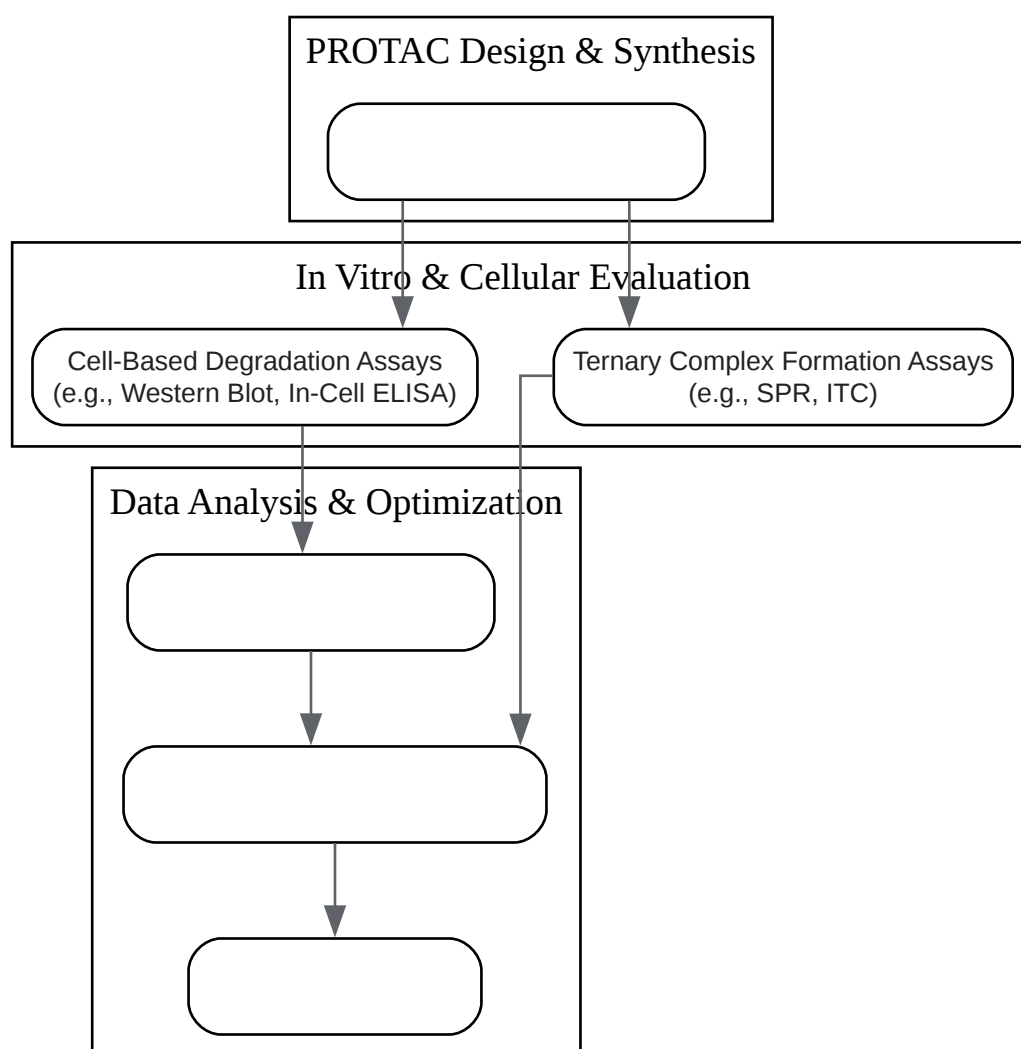 PROTAC Design & Synthesis
In Vitro & Cellular Evaluation
Cell-Based Degradation Assays
(e.g., Western Blot, In-Cell ELISA)
Ternary Complex Formation Assays
(e.g., SPR, ITC)
Data Analysis & Optimization